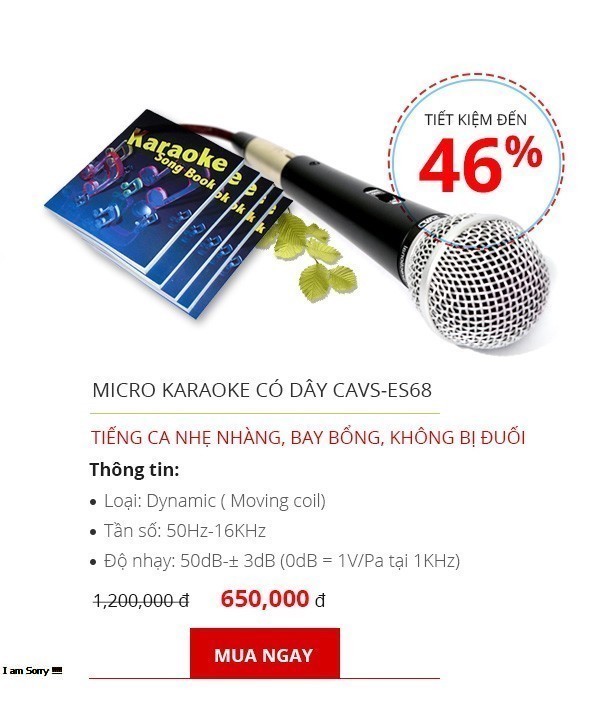 TIẾT KIỆM ĐẾN
46%
Karaoke
Song Book
MICRO KARAOKE CÓ DÂY CAVS-ES68
TIẾNG CA NHẸ NHÀNG, BAY BỔNG, KHÔNG BỊ ĐUỐI
Thông tin:
• Loại: Dynamic ( Moving coil)
• Tần số: 50Hz-16KHz
• Độ nhạy: 50dB-± 3dB (0dB = 1V/Pa tại 1KHz)
1,200,000 đ 650,000 đ
MUA NGAY
I am Sorry !!!!